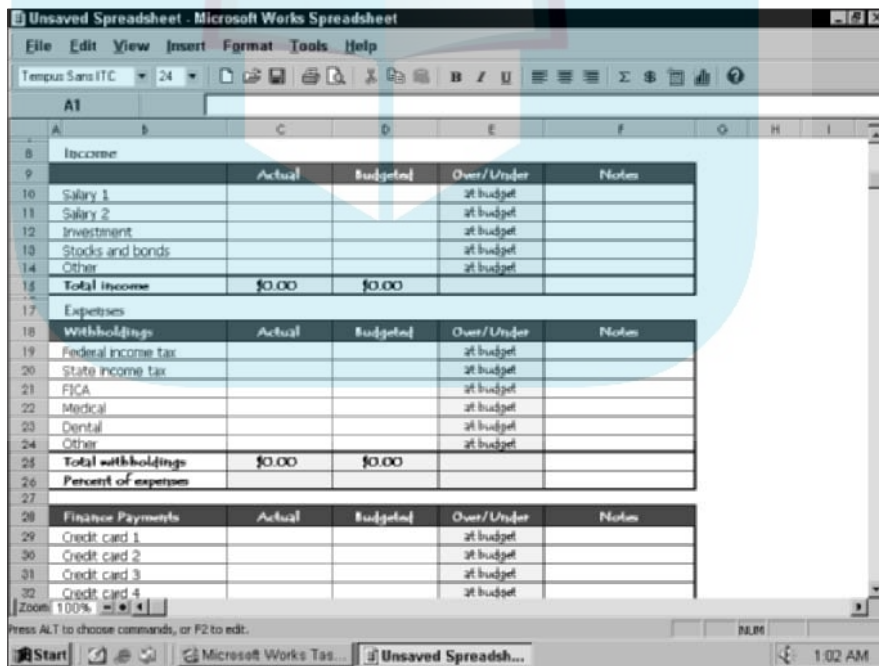 Unsaved Spreadsheet - Microsoft Works Spreadsheet
File Edit View Insert Format Tools Help
Tempus Sans ITC 24 B I U Σ $ ?
A1
A B C D E F G H I
8 Income
9 Actual Budgeted Over/Under Notes
10 Salary 1 at budget
11 Salary 2 at budget
12 Investment at budget
13 Stocks and bonds at budget
14 Other at budget
15 Total income $0.00 $0.00
17 Expenses
18 Withholdings Actual Budgeted Over/Under Notes
19 Federal income tax at budget
20 State income tax at budget
21 FICA at budget
22 Medical at budget
23 Dental at budget
24 Other at budget
25 Total withholdings $0.00 $0.00
26 Percent of expenses
27
28 Finance Payments Actual Budgeted Over/Under Notes
29 Credit card 1 at budget
30 Credit card 2 at budget
31 Credit card 3 at budget
32 Credit card 4 at budget
Zoom 100%
Press ALT to choose commands, or F2 to edit. NUM
Start Microsoft Works Tas... Unsaved Spreadsh... 1:02 AM